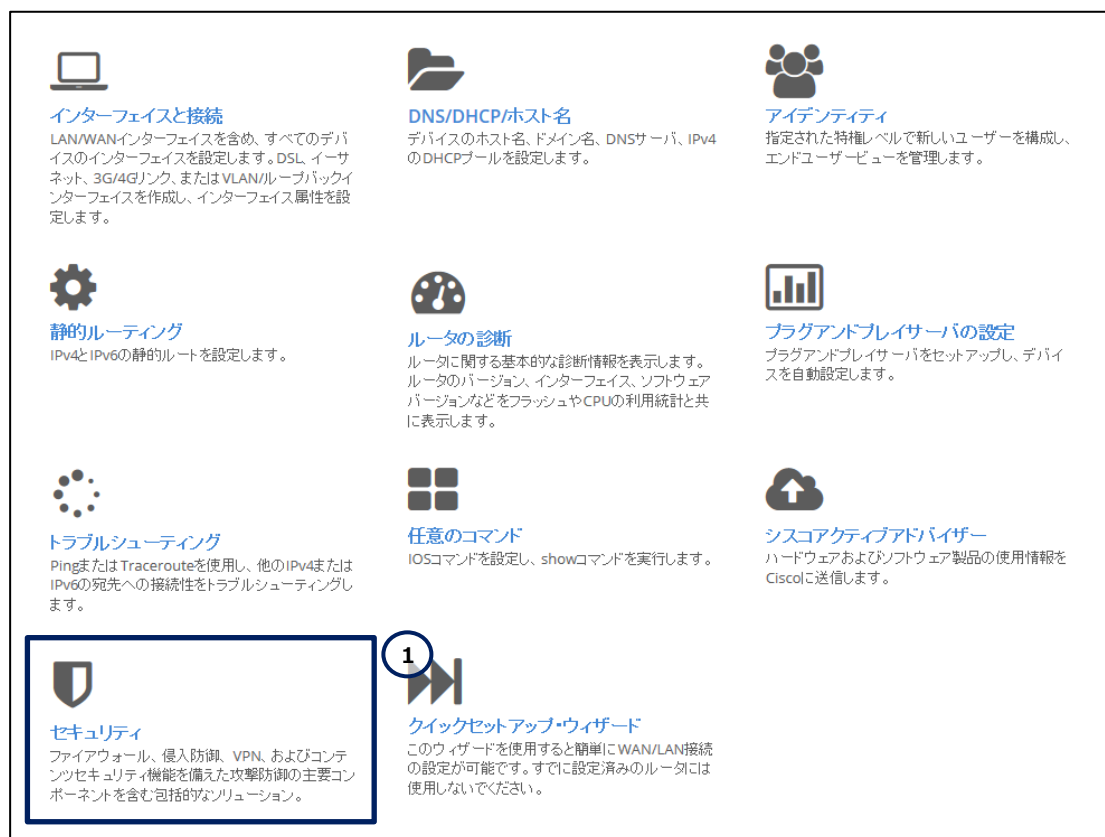 インターフェイスと接続
LAN/WANインターフェイスを含め、すべてのデバ
イスのインターフェイスを設定します。DSL、イーサ
ネット、3G/4Gリンク、またはVLAN/ループバックイ
ンターフェイスを作成し、インターフェイス属性を設
定します。
DNS/DHCP/ホスト名
デバイスのホスト名、ドメイン名、DNSサーバ、IPv4
のDHCPプールを設定します。
アイデンティティ
指定された特権レベルで新しいユーザーを構成し、
エンドユーザービューを管理します。
静的ルーティング
IPv4とIPv6の静的ルートを設定します。
ルータの診断
ルータに関する基本的な診断情報を表示します。
ルータのバージョン、インターフェイス、ソフトウェア
バージョンなどをフラッシュやCPUの利用統計と共
に表示します。
プラグアンドプレイサーバの設定
プラグアンドプレイサーバをセットアップし、デバイ
スを自動設定します。
トラブルシューティング
PingまたはTracerouteを使用し、他のIPv4または
IPv6の宛先への接続性をトラブルシューティングし
ます。
任意のコマンド
IOSコマンドを設定し、showコマンドを実行します。
シスコアクティブアドバイザー
ハードウェアおよびソフトウェア製品の使用情報を
Ciscoに送信します。
セキュリティ
ファイアウォール、侵入防御、VPN、およびコンテ
ンツセキュリティ機能を備えた攻撃防御の主要コン
ポーネントを含む包括的なソリューション。
1
クイックセットアップ・ウィザード
このウィザードを使用すると簡単にWAN/LAN接続
の設定が可能です。すでに設定済みのルータには
使用しないでください。